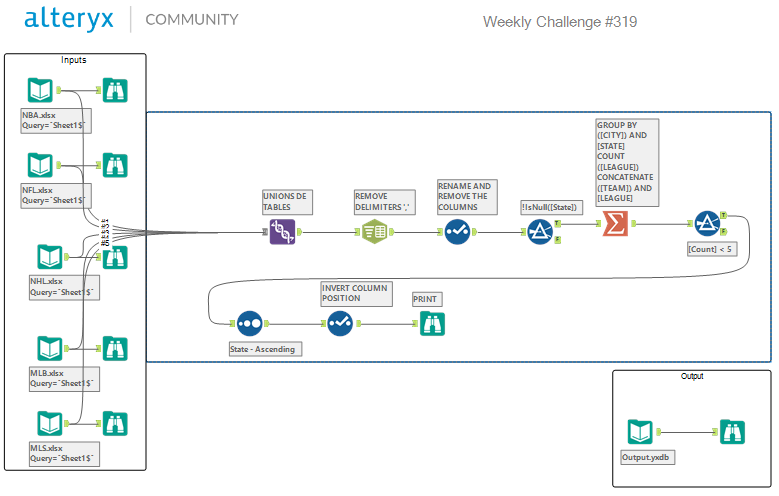 alteryx | COMMUNITY
Weekly Challenge #319
Inputs
NBA.xlsx
Query=`Sheet1$`
NFL.xlsx
Query=`Sheet1$`
NHL.xlsx
Query=`Sheet1$`
MLB.xlsx
Query=`Sheet1$`
MLS.xlsx
Query=`Sheet1$`
UNIONS DE
TABLES
REMOVE
DELIMITERS ','
RENAME AND
REMOVE THE
COLUMNS
!IsNull([State])
T
F
GROUP BY
([CITY]) AND
[STATE]
COUNT
([LEAGUE])
CONCATENATE
([TEAM]) AND
[LEAGUE]
T
F
[Count] < 5
State - Ascending
INVERT COLUMN
POSITION
PRINT
Output
Output.yxdb